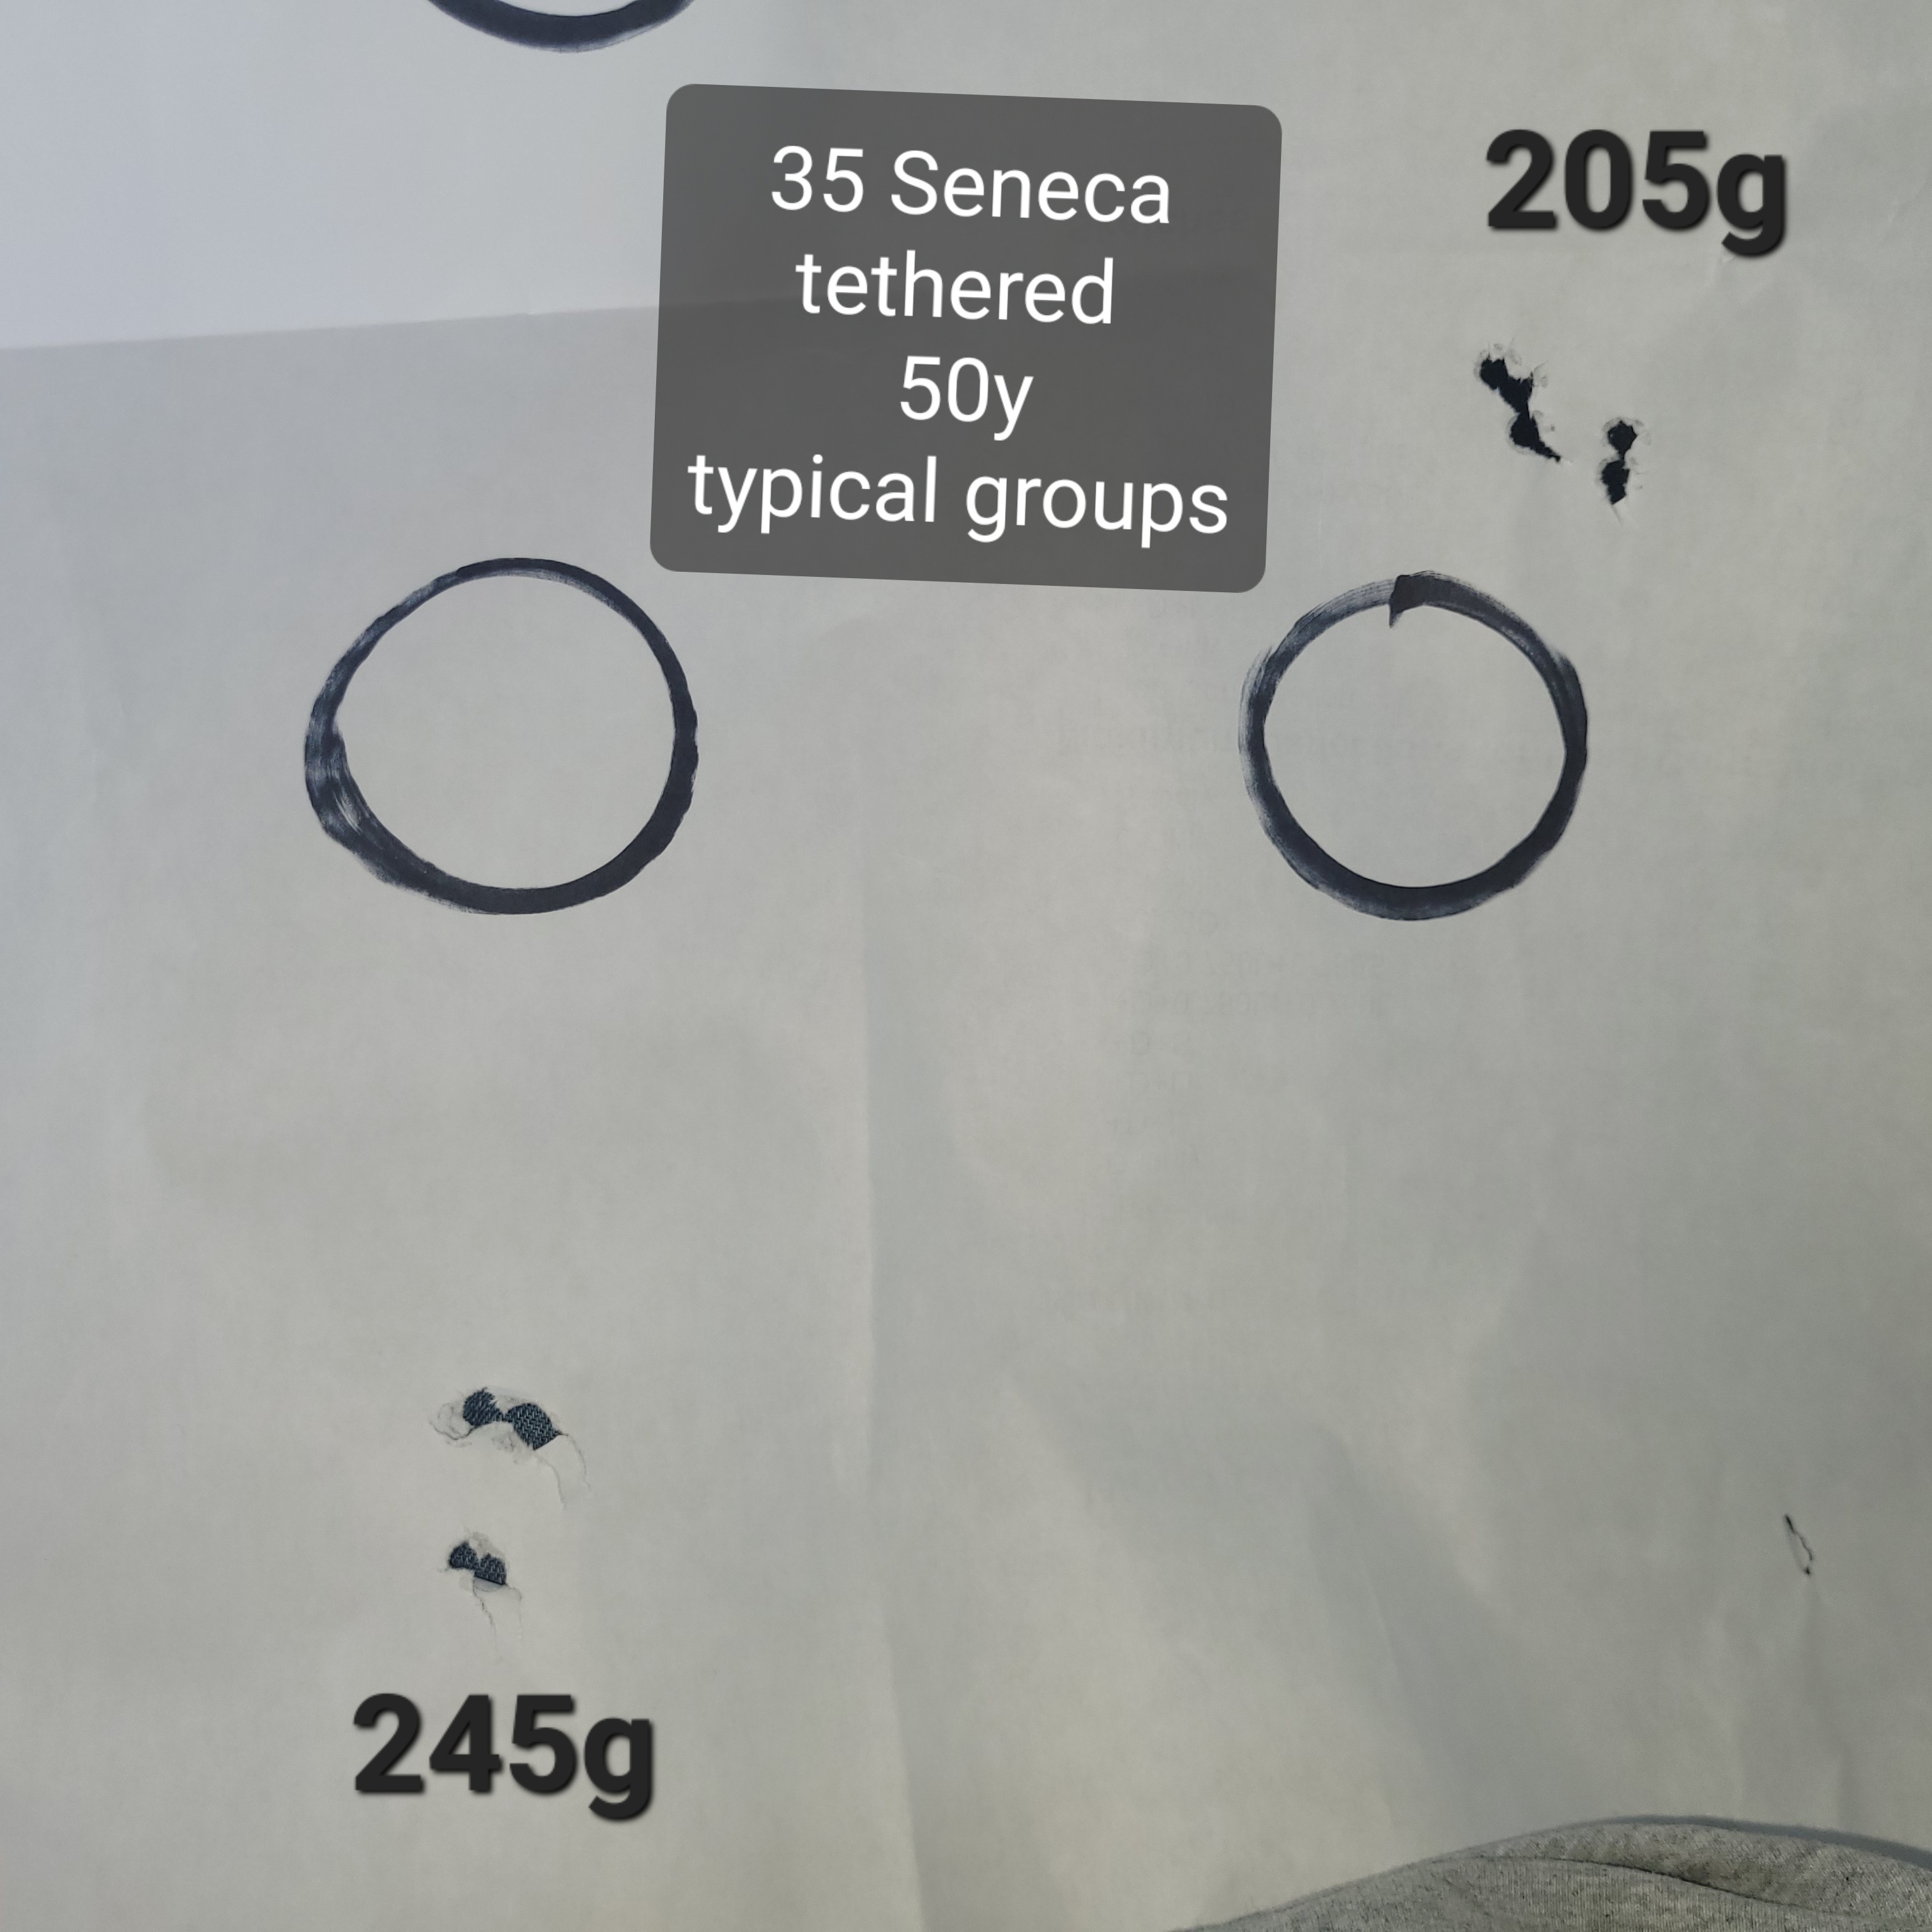 35 Seneca
tethered
50y
typical groups
205g
245g